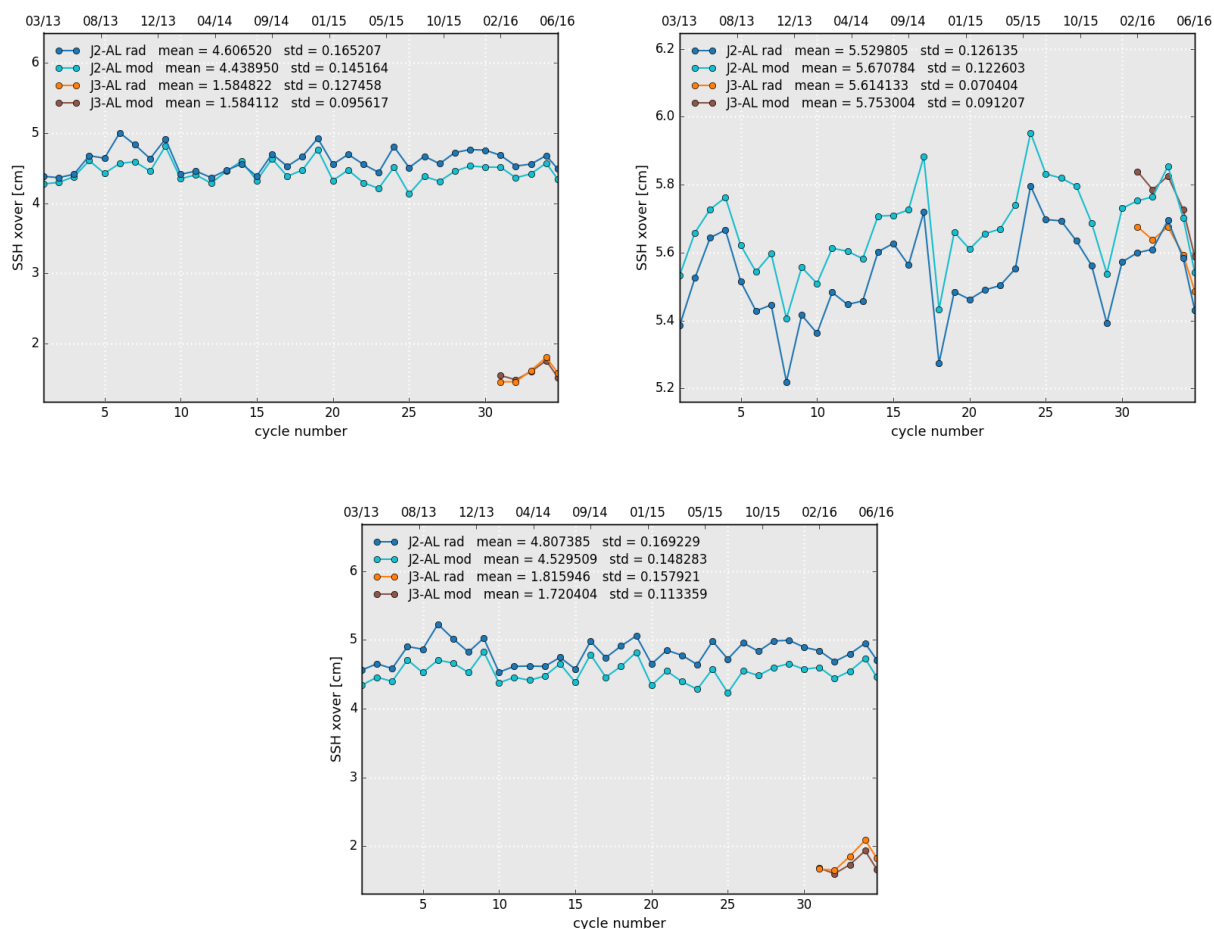 03/13 08/13 12/13 04/14 09/14 01/15 05/15 10/15 02/16 06/16
J2-AL rad mean = 4.606520 std = 0.165207
J2-AL mod mean = 4.438950 std = 0.145164
J3-AL rad mean = 1.584822 std = 0.127458
J3-AL mod mean = 1.584112 std = 0.095617
6
5
4
3
2
SSH xover [cm]
5 10 15 20 25 30
cycle number
03/13 08/13 12/13 04/14 09/14 01/15 05/15 10/15 02/16 06/16
J2-AL rad mean = 5.529805 std = 0.126135
J2-AL mod mean = 5.670784 std = 0.122603
J3-AL rad mean = 5.614133 std = 0.070404
J3-AL mod mean = 5.753004 std = 0.091207
6.2
6.0
5.8
5.6
5.4
5.2
SSH xover [cm]
5 10 15 20 25 30
cycle number
03/13 08/13 12/13 04/14 09/14 01/15 05/15 10/15 02/16 06/16
J2-AL rad mean = 4.807385 std = 0.169229
J2-AL mod mean = 4.529509 std = 0.148283
J3-AL rad mean = 1.815946 std = 0.157921
J3-AL mod mean = 1.720404 std = 0.113359
6
5
4
3
2
SSH xover [cm]
5 10 15 20 25 30
cycle number